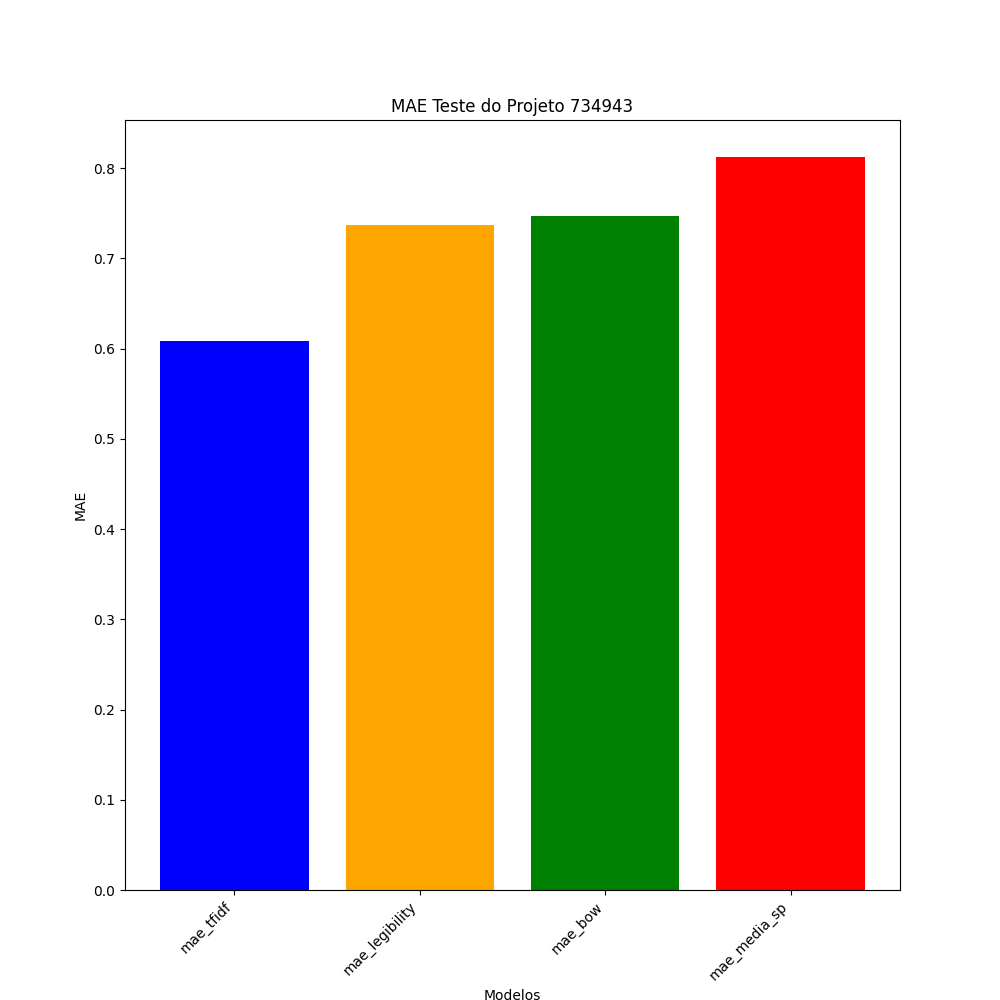 MAE Teste do Projeto 734943
0.8
0.7
0.6
0.5
0.4
0.3
0.2
0.1
0.0
MAE
mae_tfidf
mae_legibility
mae_bow
mae_media_sp
Modelos